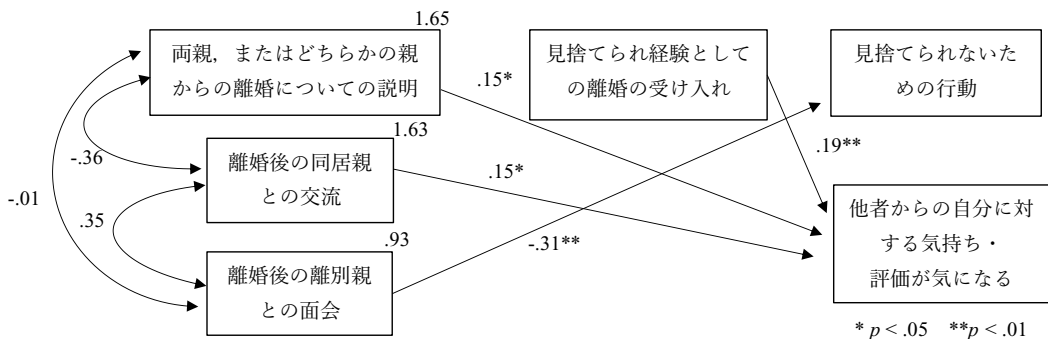 1.65
両親，またはどちらかの親
からの離婚についての説明
見捨てられ経験として
の離婚の受け入れ
見捨てられないた
めの行動
.15*
1.63
-.36
離婚後の同居親
との交流
.15*
.19**
-.01
.35
他者からの自分に対
する気持ち・
評価が気になる
.93
-.31**
離婚後の離別親
との面会
* p < .05 **p < .01